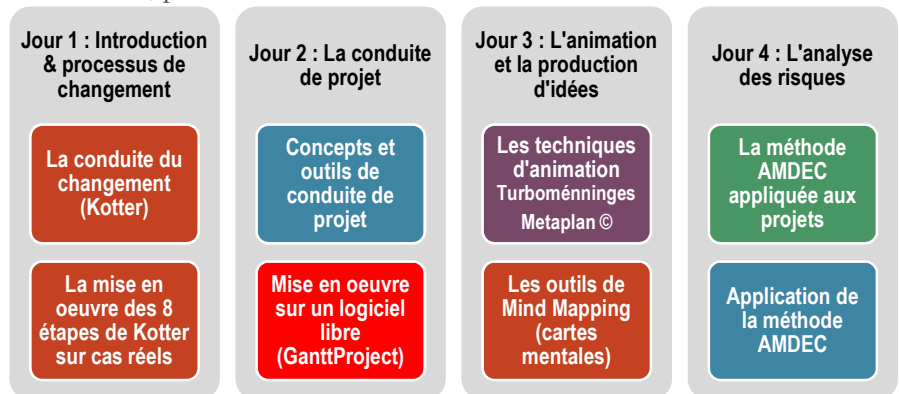 Jour 1 : Introduction
& processus de
changement
La conduite du
changement
(Kotter)
La mise en
oeuvre des 8
étapes de Kotter
sur cas réels
Jour 2 : La conduite
de projet
Concepts et
outils de
conduite de
projet
Mise en oeuvre
sur un logiciel
libre
(GanttProject)
Jour 3 : L'animation
et la production
d'idées
Les techniques
d'animation
Turboménninges
Metaplan ©
Les outils de
Mind Mapping
(cartes
mentales)
Jour 4 : L'analyse
des risques
La méthode
AMDEC
appliquée aux
projets
Application de
la méthode
AMDEC